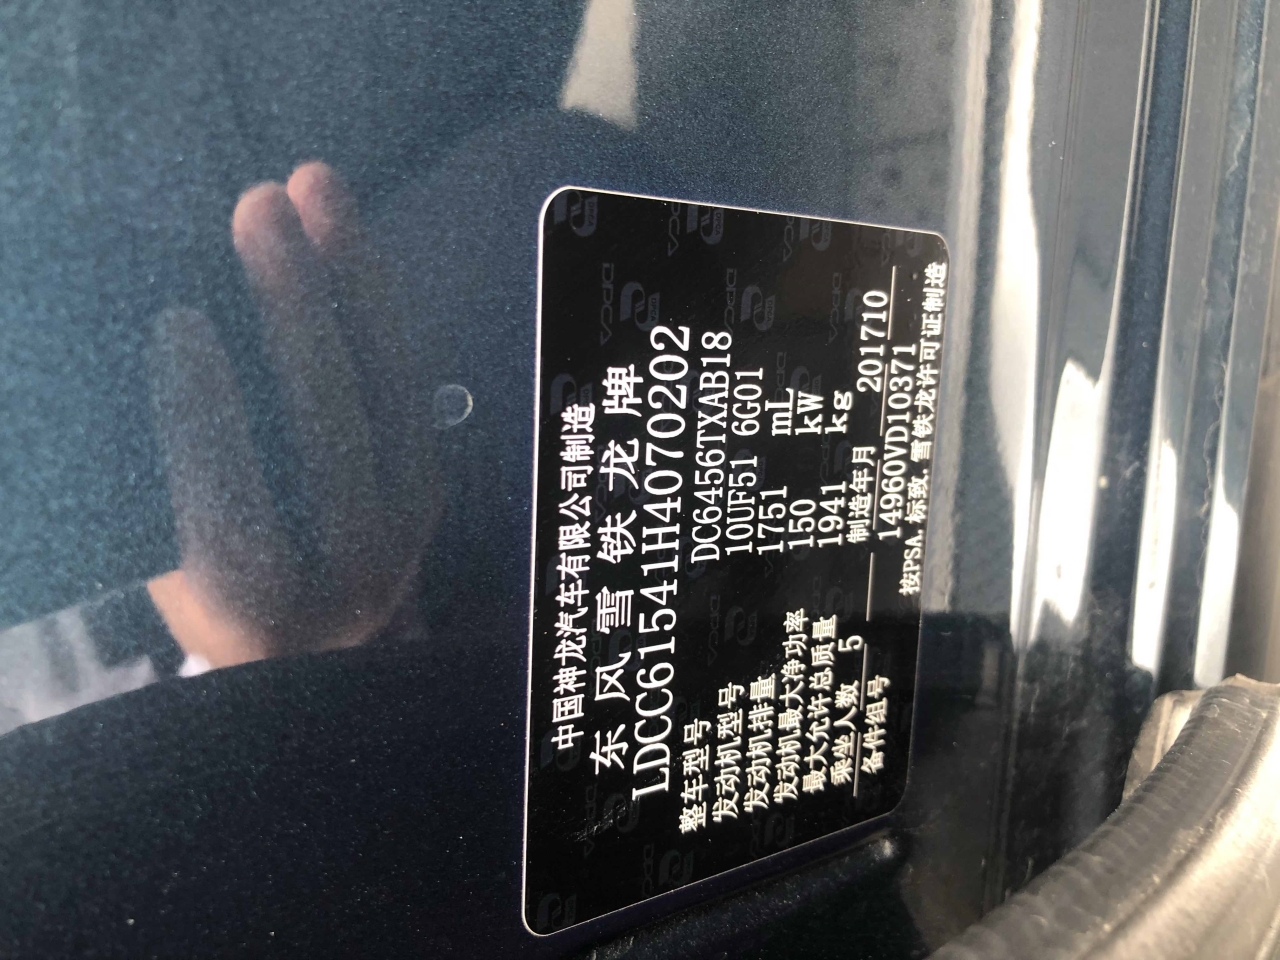 中国神龙汽车有限公司制造
东风雪铁龙牌
LDCC61541H4070202
整车型号 DC6456TXAB18
发动机型号 10UF51 6G01
发动机排量 1751 mL
发动机最大净功率 150 kW
最大允许总质量 1941 kg
乘坐人数 5 制造年月 201710
备件组号 14960VD10371
按PSA.标致.雪铁龙许可证制造